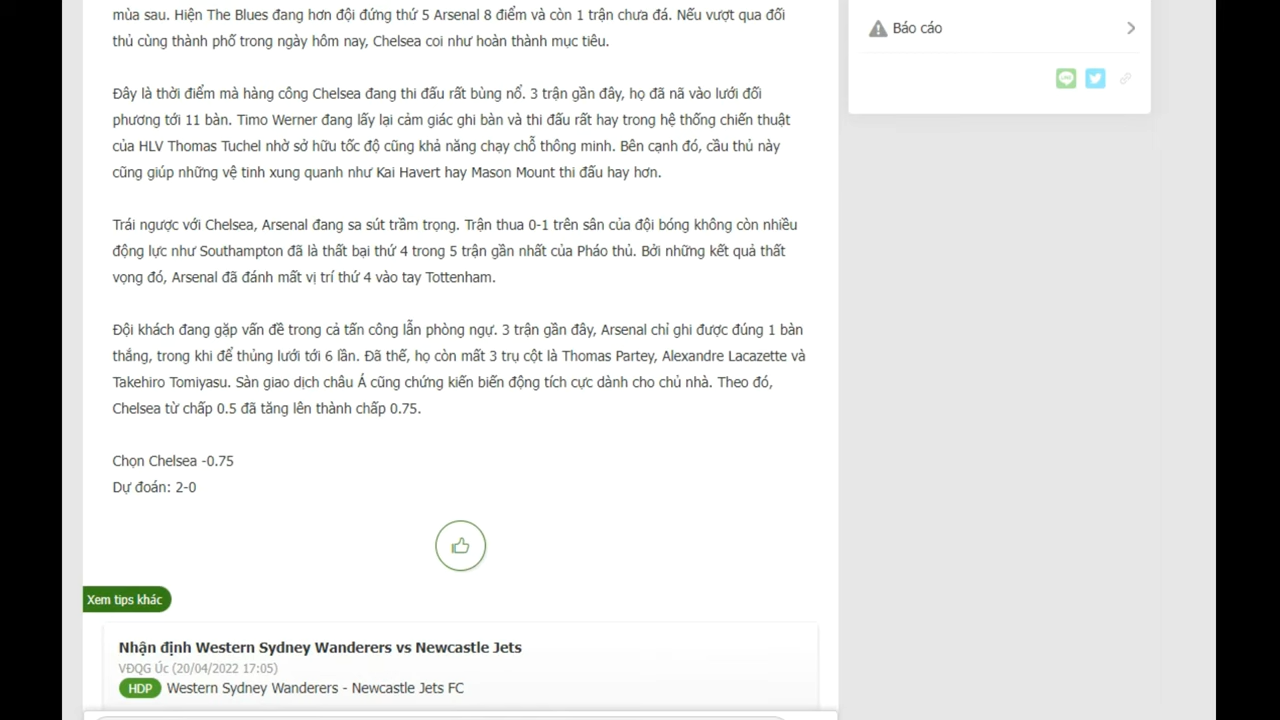 mùa sau. Hiện The Blues đang hơn đội đứng thứ 5 Arsenal 8 điểm và còn 1 trận chưa đá. Nếu vượt qua đối
thủ cùng thành phố trong ngày hôm nay, Chelsea coi như hoàn thành mục tiêu.
Đây là thời điểm mà hàng công Chelsea đang thi đấu rất bùng nổ. 3 trận gần đây, họ đã nã vào lưới đối
phương tới 11 bàn. Timo Werner đang lấy lại cảm giác ghi bàn và thi đấu rất hay trong hệ thống chiến thuật
của HLV Thomas Tuchel nhờ sở hữu tốc độ cũng khả năng chạy chỗ thông minh. Bên cạnh đó, cầu thủ này
cũng giúp những vệ tinh xung quanh như Kai Havert hay Mason Mount thi đấu hay hơn.
Trái ngược với Chelsea, Arsenal đang sa sút trầm trọng. Trận thua 0-1 trên sân của đội bóng không còn nhiều
động lực như Southampton đã là thất bại thứ 4 trong 5 trận gần nhất của Pháo thủ. Bởi những kết quả thất
vọng đó, Arsenal đã đánh mất vị trí thứ 4 vào tay Tottenham.
Đội khách đang gặp vấn đề trong cả tấn công lẫn phòng ngự. 3 trận gần đây, Arsenal chỉ ghi được đúng 1 bàn
thắng, trong khi để thủng lưới tới 6 lần. Đã thế, họ còn mất 3 trụ cột là Thomas Partey, Alexandre Lacazette và
Takehiro Tomiyasu. Sàn giao dịch châu Á cũng chứng kiến biến động tích cực dành cho chủ nhà. Theo đó,
Chelsea từ chấp 0.5 đã tăng lên thành chấp 0.75.
Chọn Chelsea -0.75
Dự đoán: 2-0
Xem tips khác
Nhận định Western Sydney Wanderers vs Newcastle Jets
VĐQG Úc (20/04/2022 17:05)
HDP Western Sydney Wanderers - Newcastle Jets FC
Báo cáo
LINE